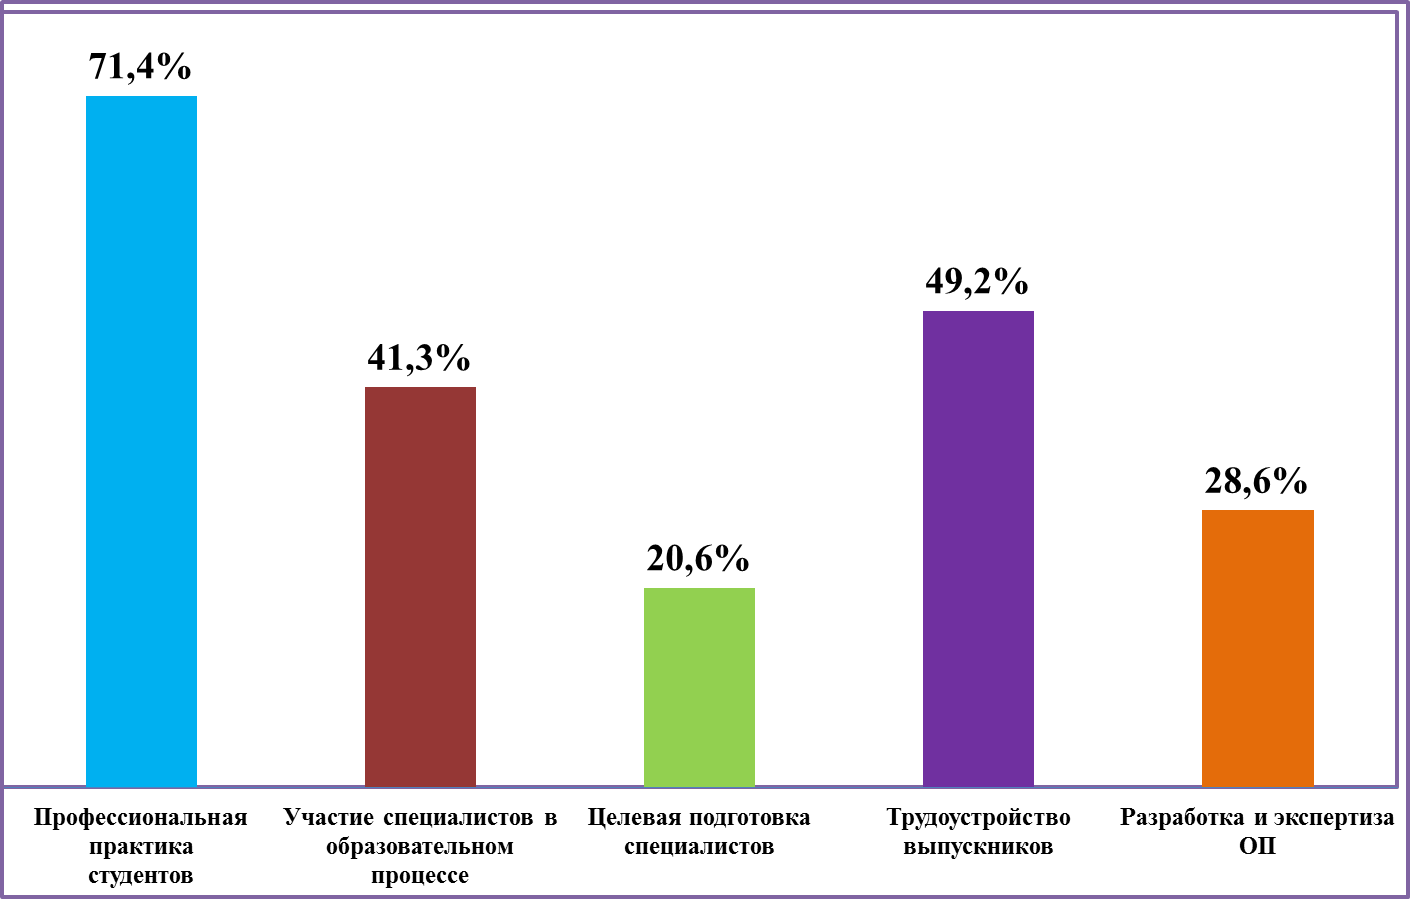 71,4%
49,2%
41,3%
28,6%
20,6%
Профессиональная
практика
студентов
Участие специалистов в
образовательном
процессе
Целевая подготовка
специалистов
Трудоустройство
выпускников
Разработка и экспертиза
ОП